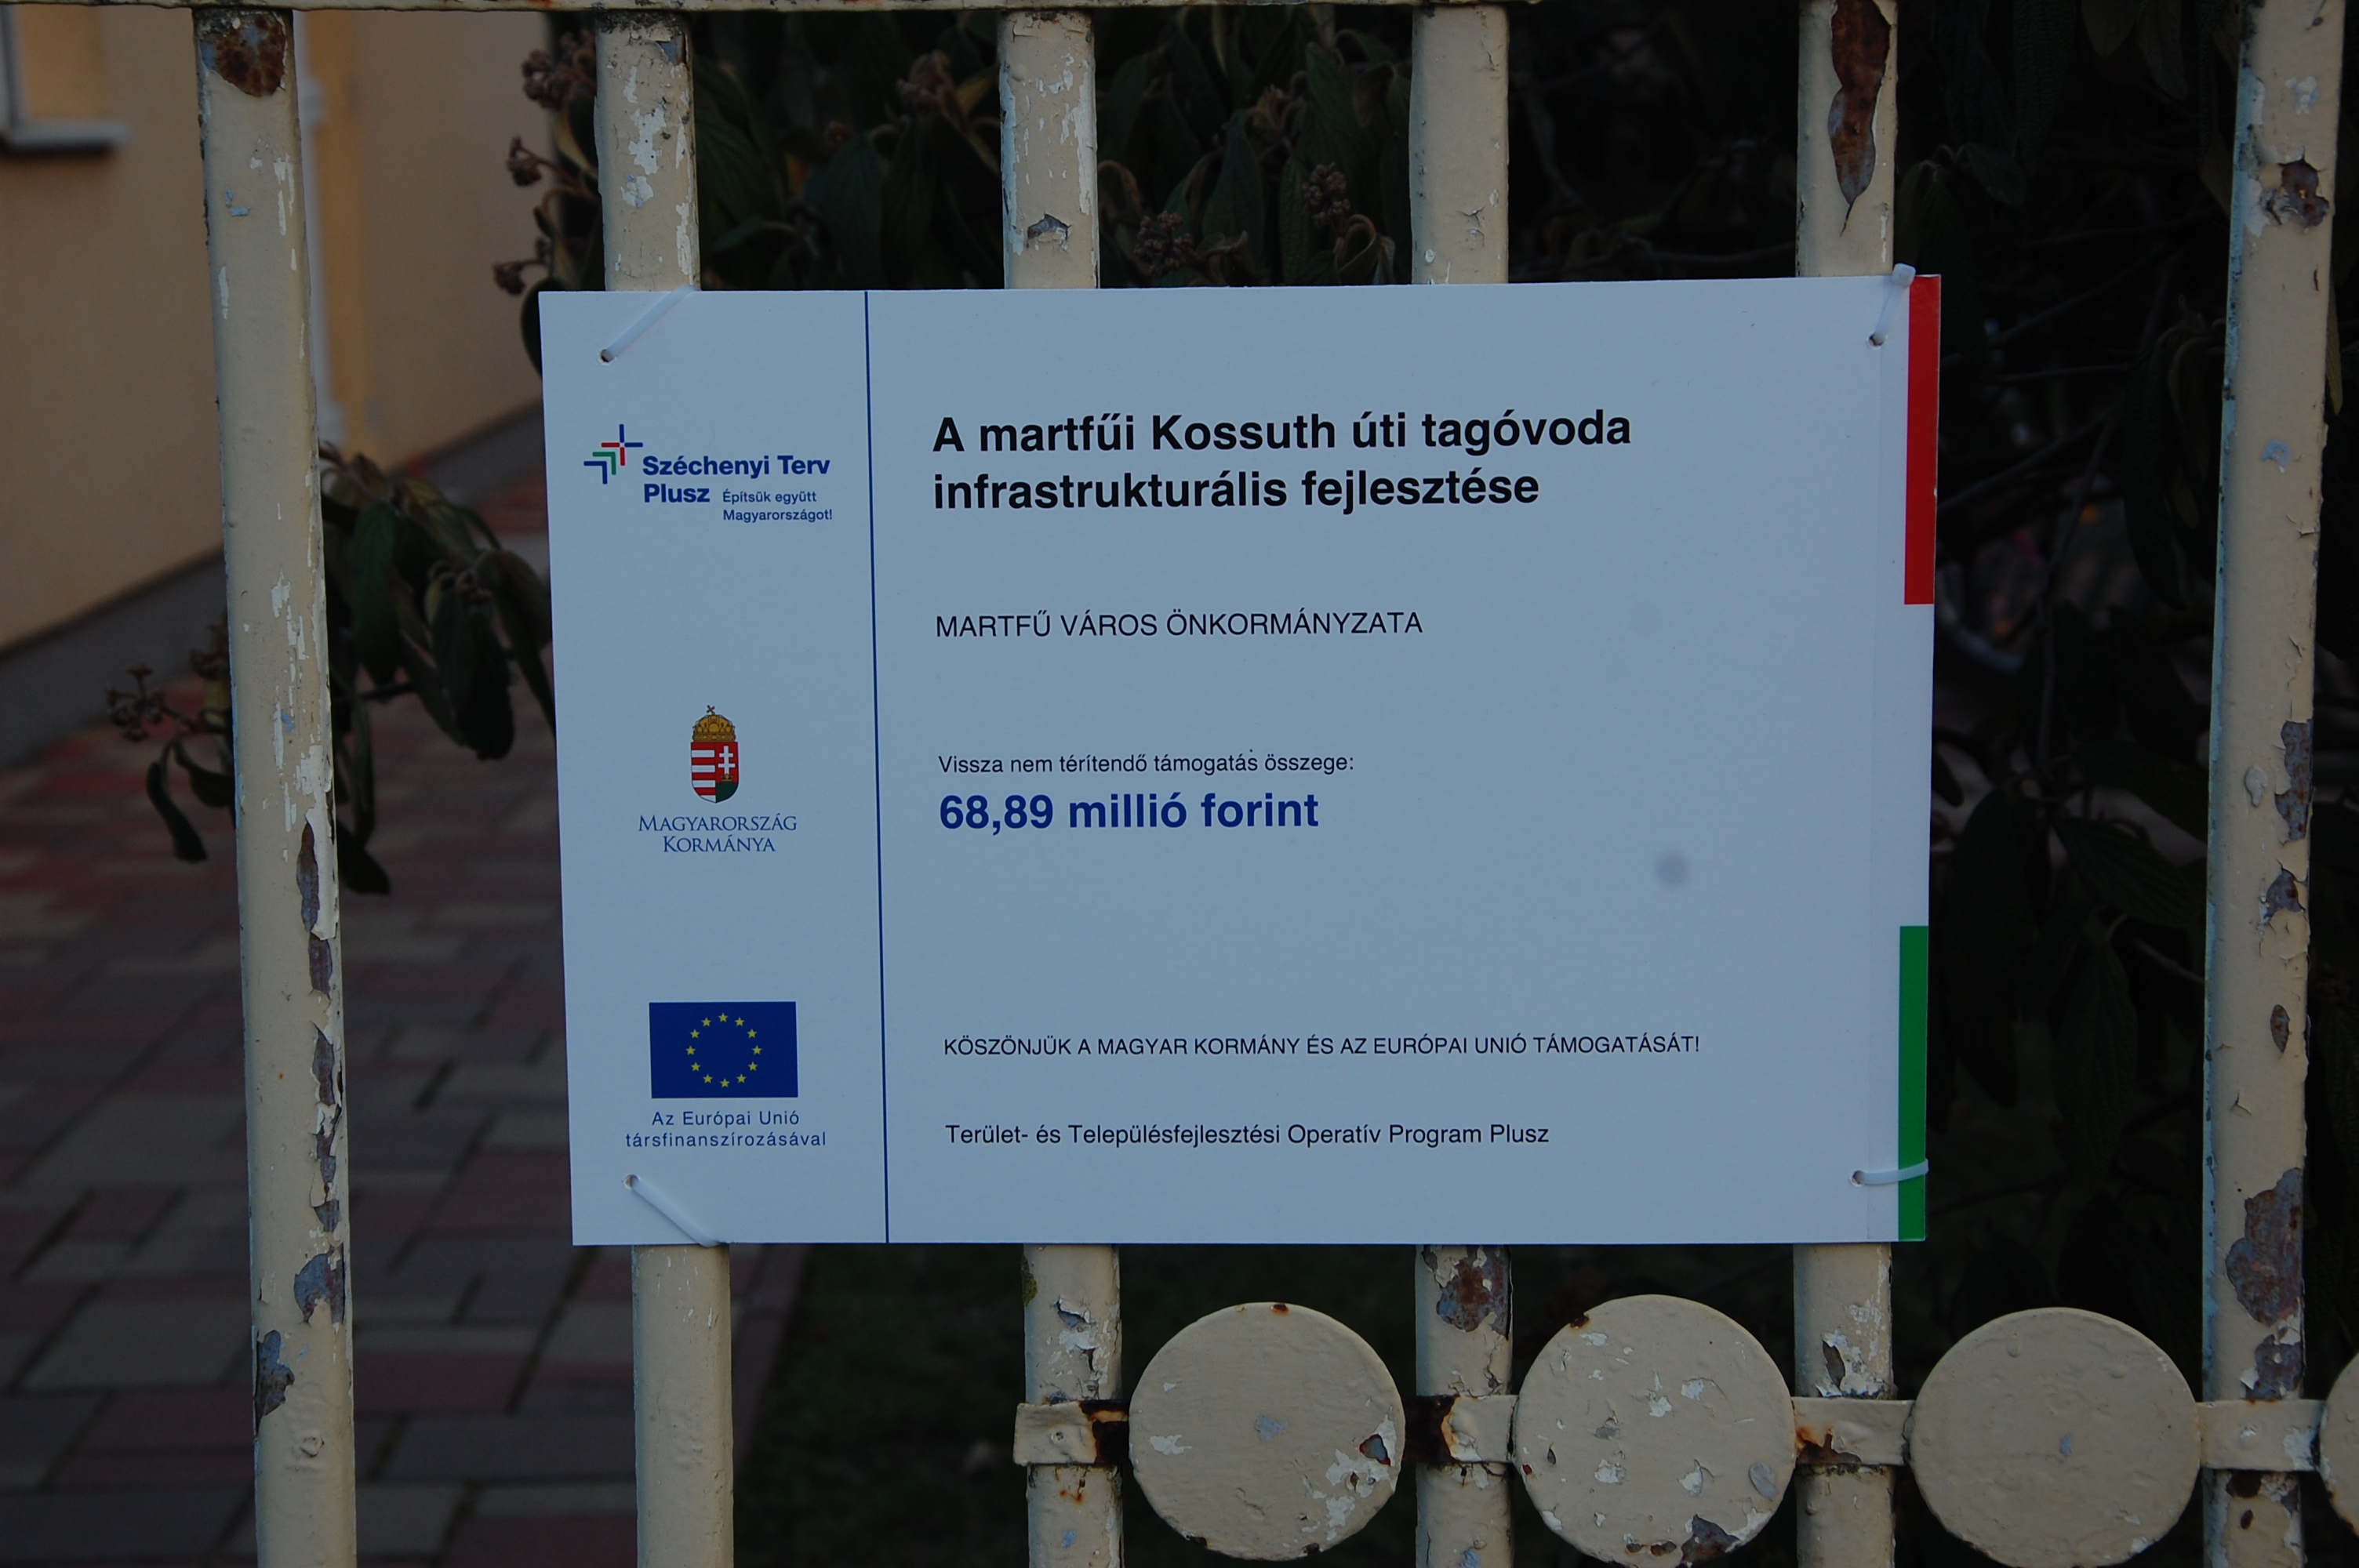 Széchenyi Terv
Plusz
Építsük együtt
Magyarországot!
MAGYARORSZÁG
KORMÁNYA
Az Európai Unió
társfinanszírozásával
A martfűi Kossuth úti tagóvoda
infrastrukturális fejlesztése
MARTFŰ VÁROS ÖNKORMÁNYZATA
Vissza nem térítendő támogatás összege:
68,89 millió forint
KÖSZÖNJÜK A MAGYAR KORMÁNY ÉS AZ EURÓPAI UNIÓ TÁMOGATÁSÁT!
Terület- és Településfejlesztési Operatív Program Plusz